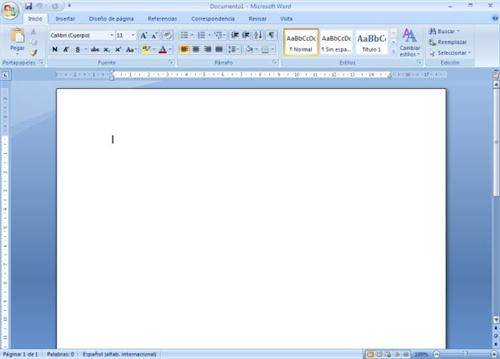 Documento1 - Microsoft Word
Inicio Insertar Diseño de página Referencias Correspondencia Revisar Vista
Pegar
Calibri (Cuerpo) 11
AaBbCcDc AaBbCcDc AaBbCc
¶ Normal ¶ Sin espa... Título 1
Cambiar estilos
Buscar
Reemplazar
Seleccionar
Portapapeles Fuente Párrafo Estilos Edición
Página: 1 de 1 Palabras: 0 Español (alfab. internacional) 100%